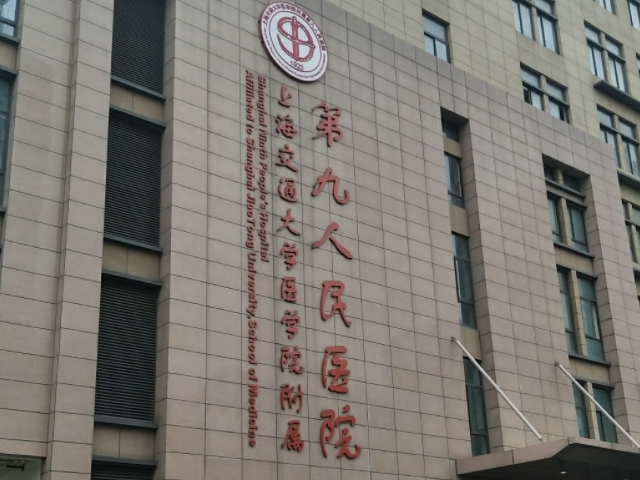 第九人民医院
上海交通大学医学院附属
Shanghai Ninth People's Hospital
Affiliated to Shanghai JiaoTong University, School of Medicine
1920